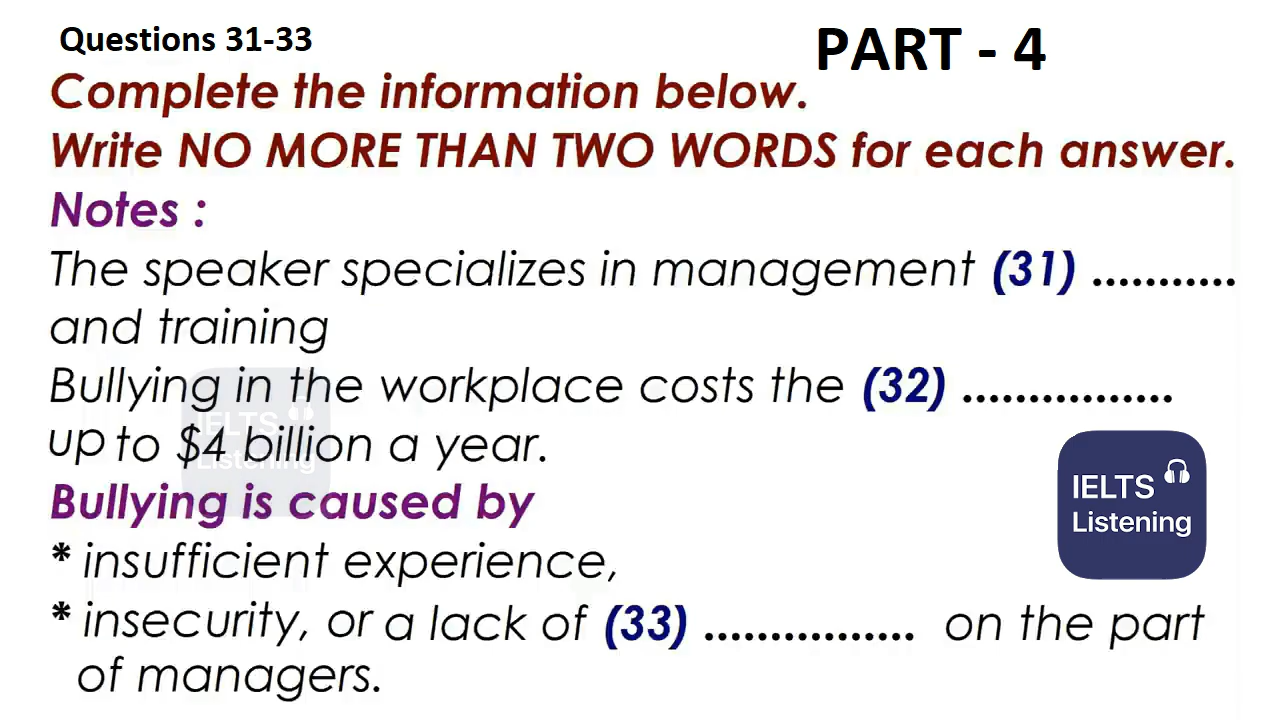 Questions 31-33
PART - 4
Complete the information below.
Write NO MORE THAN TWO WORDS for each answer.
Notes :
The speaker specializes in management (31) ...........
and training
Bullying in the workplace costs the (32) ................
up to $4 billion a year.
Bullying is caused by
* insufficient experience,
* insecurity, or a lack of (33) ................ on the part
of managers.
IELTS
Listening
IELTS
Listening